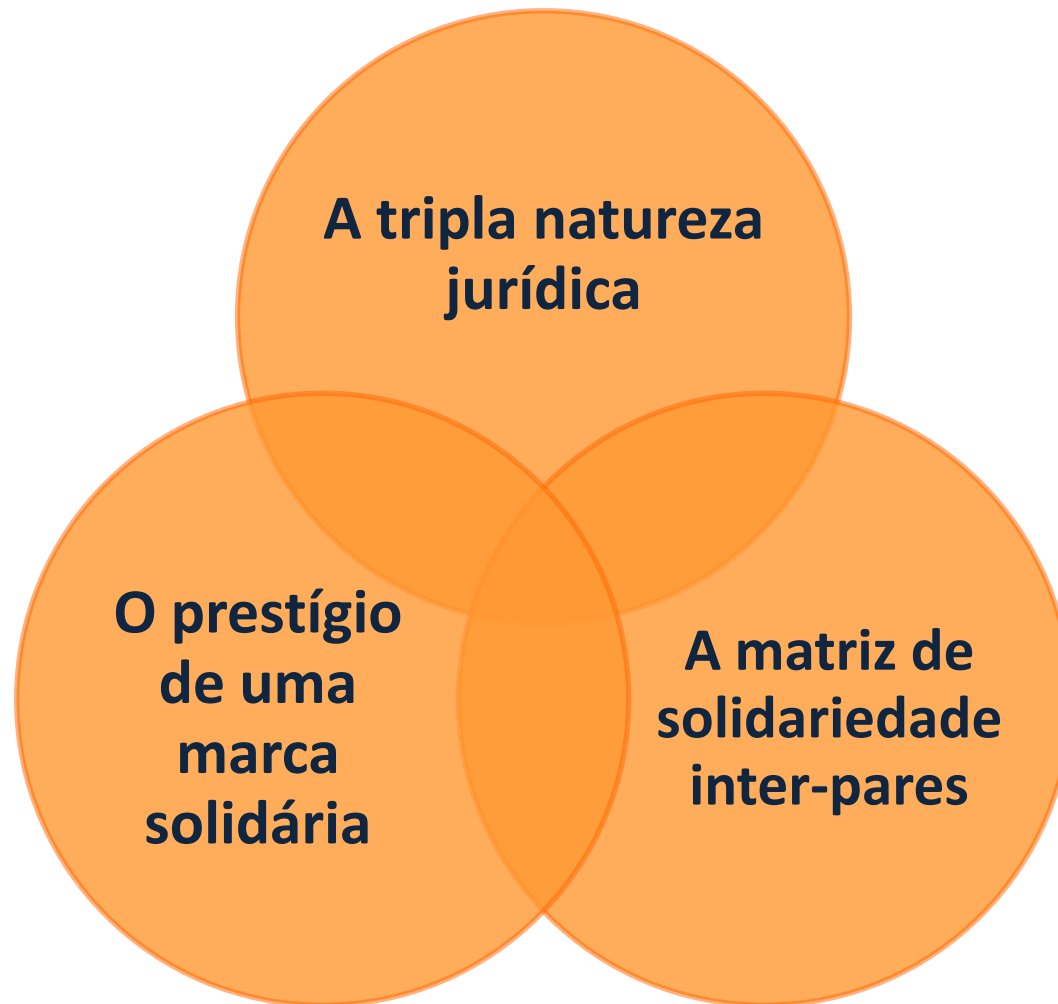 A tripla natureza
jurídica
O prestígio
de uma
marca
solidária
A matriz de
solidariedade
inter-pares